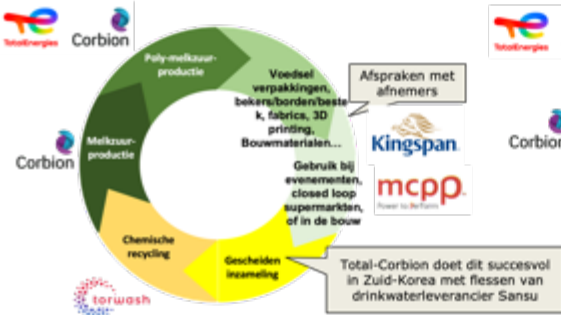 TotalEnergies
Corbion
TotalEnergies
Poly-melkzuur-
productie
Voedsel
verpakkingen,
bekers/borden/beste
k, fabrics, 3D
printing,
Bouwmaterialen...
Afspraken met
afnemers
Kingspan
Corbion
Melkzuur-
productie
Corbion
Gebruik bij
evenementen,
closed loop
supermarkten,
of in de bouw
mcpp
Power to Perform
Chemische
recycling
Gescheiden
inzameling
Total-Corbion doet dit succesvol
in Zuid-Korea met flessen van
drinkwaterleverancier Sansu
torwash